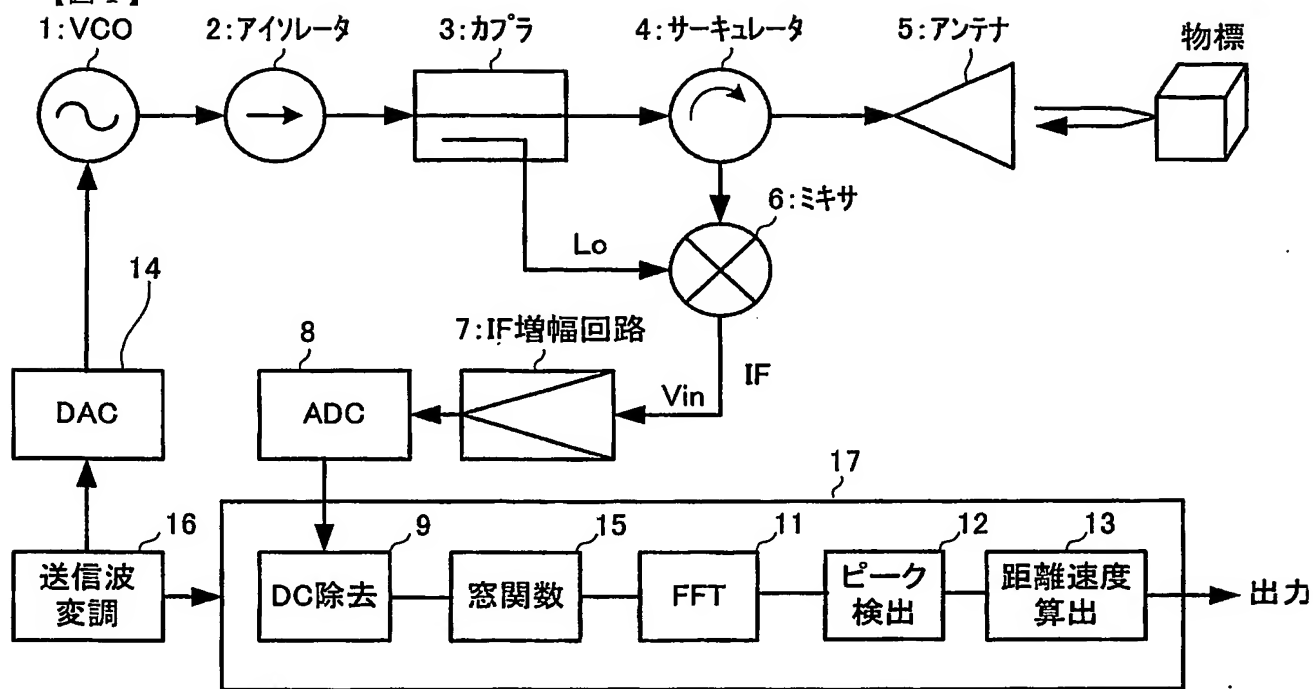 【図1】
1:VCO
2:アイソレータ
3:カプラ
4:サーキュレータ
5:アンテナ
物標
6:ミキサ
Lo
14
8
7:IF増幅回路
IF
Vin
DAC
ADC
17
16
9
15
11
12
13
送信波
変調
DC除去
窓関数
FFT
ピーク
検出
距離速度
算出
出力